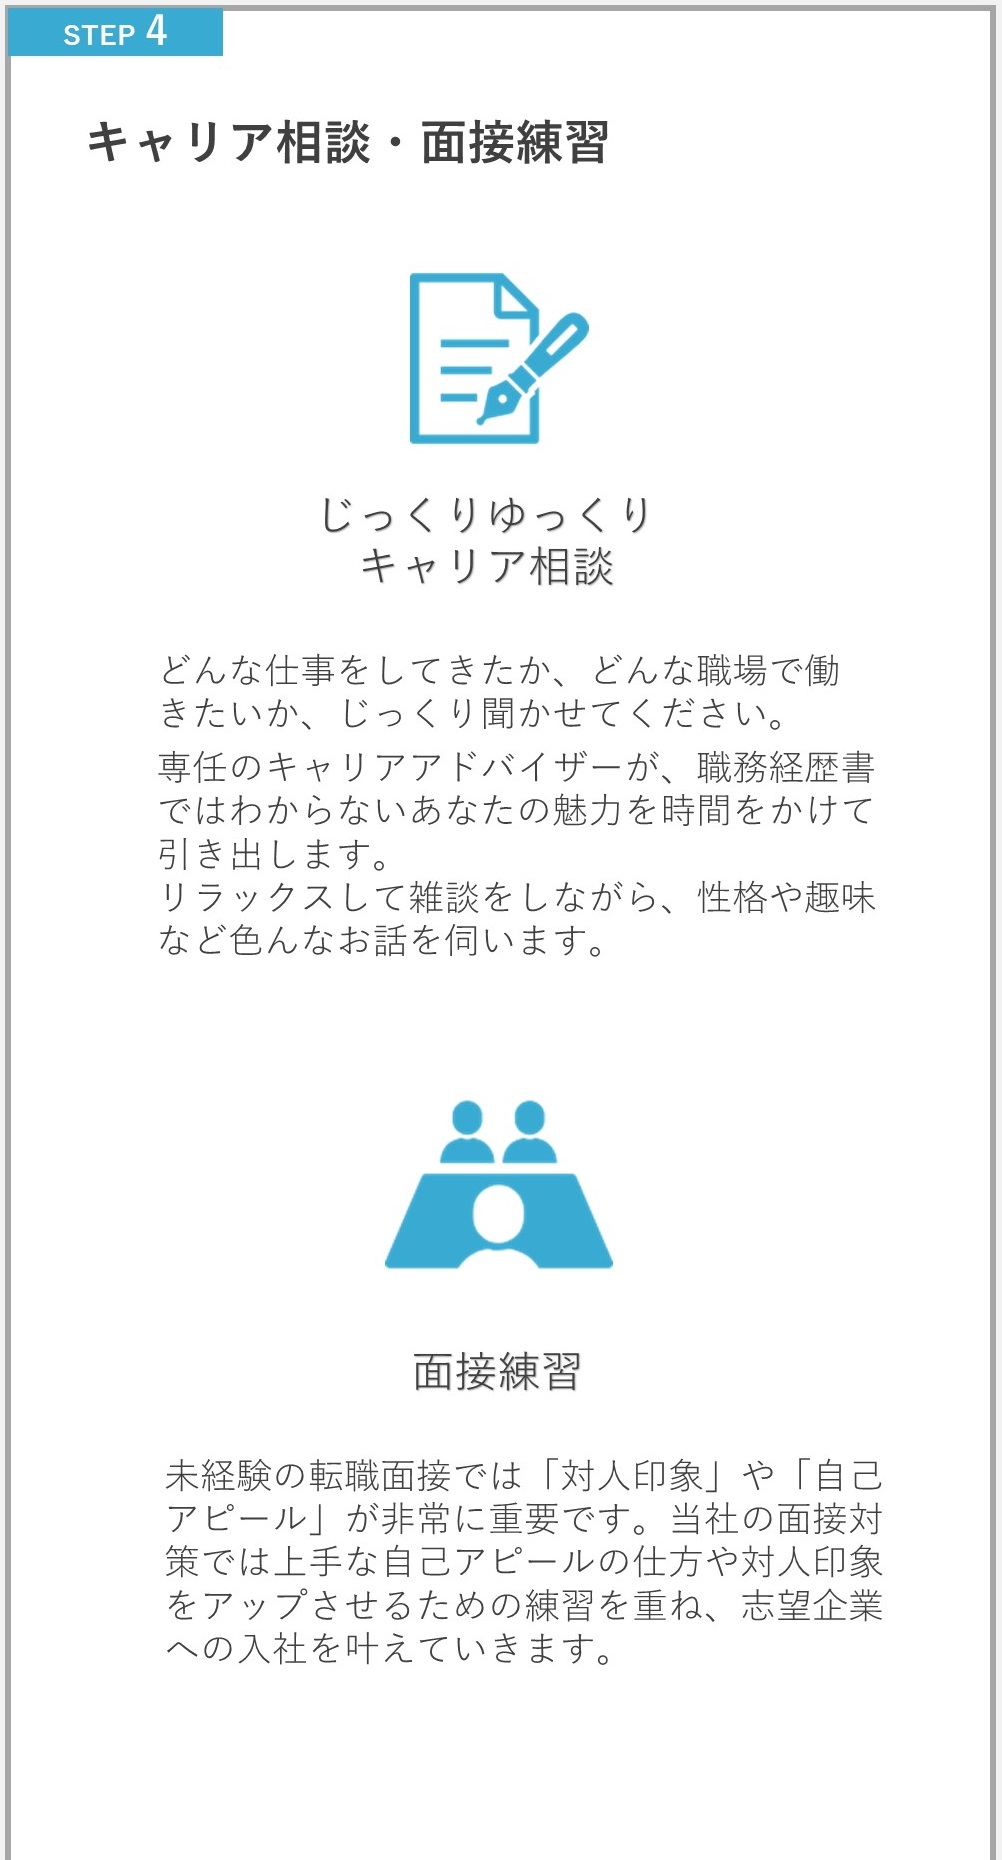 STEP 4
キャリア相談・面接練習
じっくりゆっくり
キャリア相談
どんな仕事をしてきたか、どんな職場で働
きたいか、じっくり聞かせてください。
専任のキャリアアドバイザーが、職務経歴書
ではわからないあなたの魅力を時間をかけて
引き出します。
リラックスして雑談をしながら、性格や趣味
など色んなお話を伺います。
面接練習
未経験の転職面接では「対人印象」や「自己
アピール」が非常に重要です。当社の面接対
策では上手な自己アピールの仕方や対人印象
をアップさせるための練習を重ね、志望企業
への入社を叶えていきます。